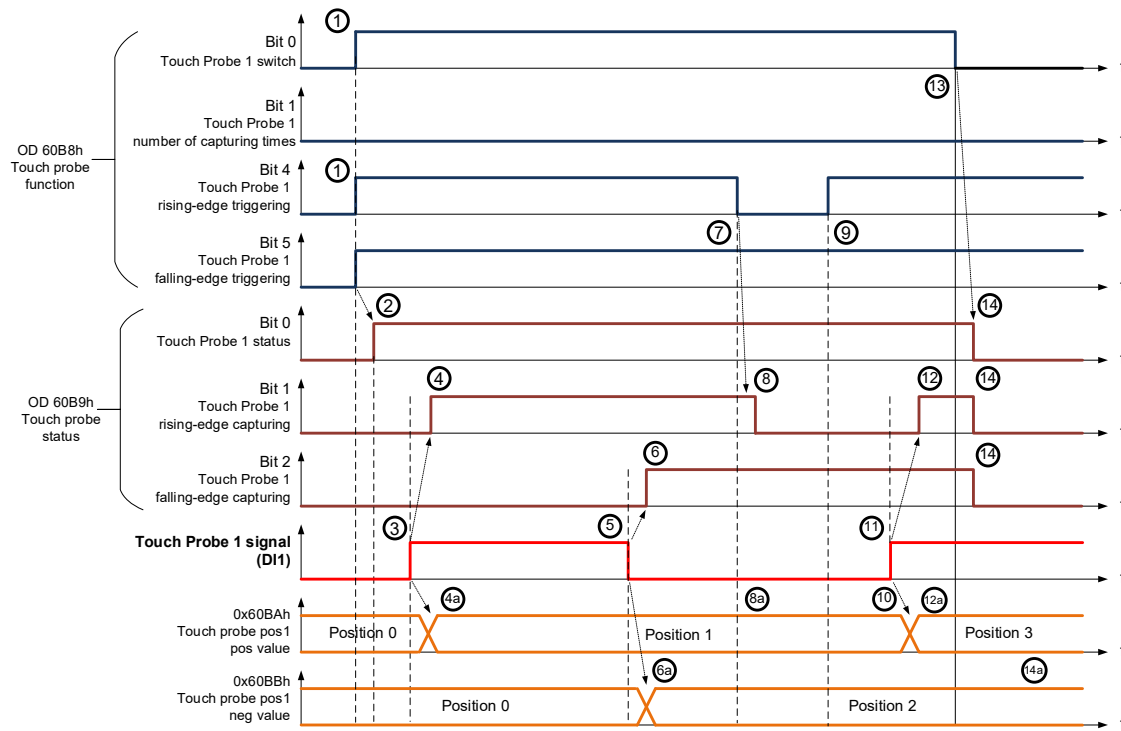 1
Bit 0
Touch Probe 1 switch
13
Bit 1
Touch Probe 1
number of capturing times
OD 60B8h
Touch probe
function
1
Bit 4
Touch Probe 1
rising-edge triggering
7
9
Bit 5
Touch Probe 1
falling-edge triggering
2
14
Bit 0
Touch Probe 1 status
4
8
12
14
Bit 1
Touch Probe 1
rising-edge capturing
OD 60B9h
Touch probe
status
6
14
Bit 2
Touch Probe 1
falling-edge capturing
3
5
11
Touch Probe 1 signal
(DI1)
4a
8a
10
12a
0x60BAh
Touch probe pos1
pos value
Position 0
Position 1
Position 3
6a
14a
0x60BBh
Touch probe pos1
neg value
Position 0
Position 2